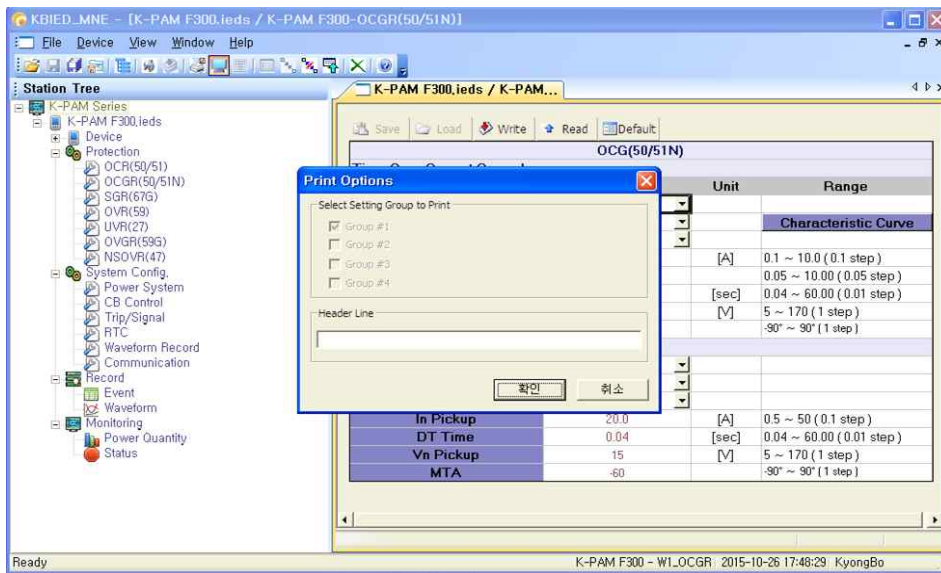 KBIED_MNE - [K-PAM F300.ieds / K-PAM F300-OCGR(50/51N)]
File Device View Window Help
Station Tree
K-PAM Series
K-PAM F300.ieds
Device
Protection
OCR(50/51)
OCGR(50/51N)
SGR(67G)
OVR(59)
UVR(27)
OVGR(59G)
NSOVR(47)
System Config.
Power System
CB Control
Trip/Signal
RTC
Waveform Record
Communication
Record
Event
Waveform
Monitoring
Power Quantity
Status
K-PAM F300.ieds / K-PAM...
Save Load Write Read Default
OCG(50/51N)
Unit Range
Characteristic Curve
[A] 0.1 ~ 10.0 ( 0.1 step )
0.05 ~ 10.00 ( 0.05 step )
[sec] 0.04 ~ 60.00 ( 0.01 step )
[V] 5 ~ 170 ( 1 step )
-90° ~ 90° ( 1 step )
In Pickup 20.0 [A] 0.5 ~ 50 ( 0.1 step )
DT Time 0.04 [sec] 0.04 ~ 60.00 ( 0.01 step )
Vn Pickup 15 [V] 5 ~ 170 ( 1 step )
MTA -60 -90° ~ 90° ( 1 step )
Print Options
Select Setting Group to Print
Group #1
Group #2
Group #3
Group #4
Header Line
확인 취소
Ready K-PAM F300 - W1_OCGR 2015-10-26 17:48:29 KyongBo